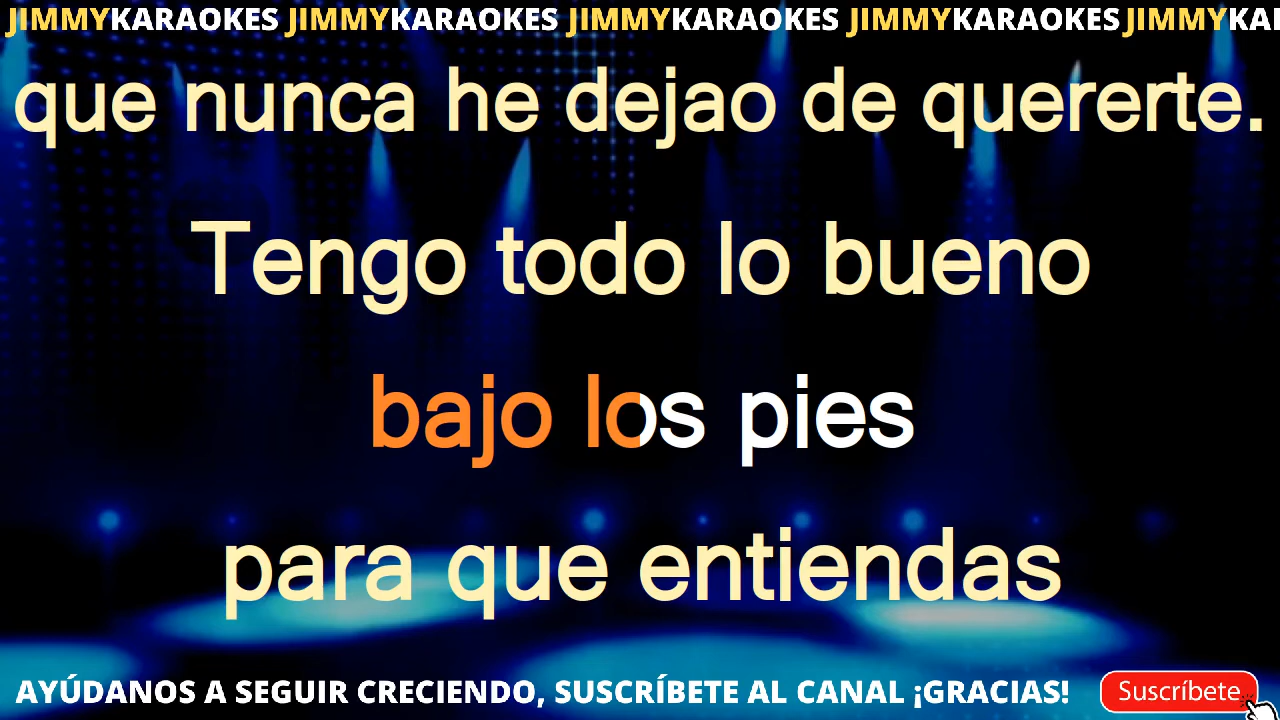 JIMMYKARAOKES JIMMYKARAOKES JIMMYKARAOKES JIMMYKARAOKES JIMMYKA
que nunca he dejao de quererte.
Tengo todo lo bueno
bajo los pies
para que entiendas
AYÚDANOS A SEGUIR CRECIENDO, SUSCRÍBETE AL CANAL ¡GRACIAS! Suscríbete